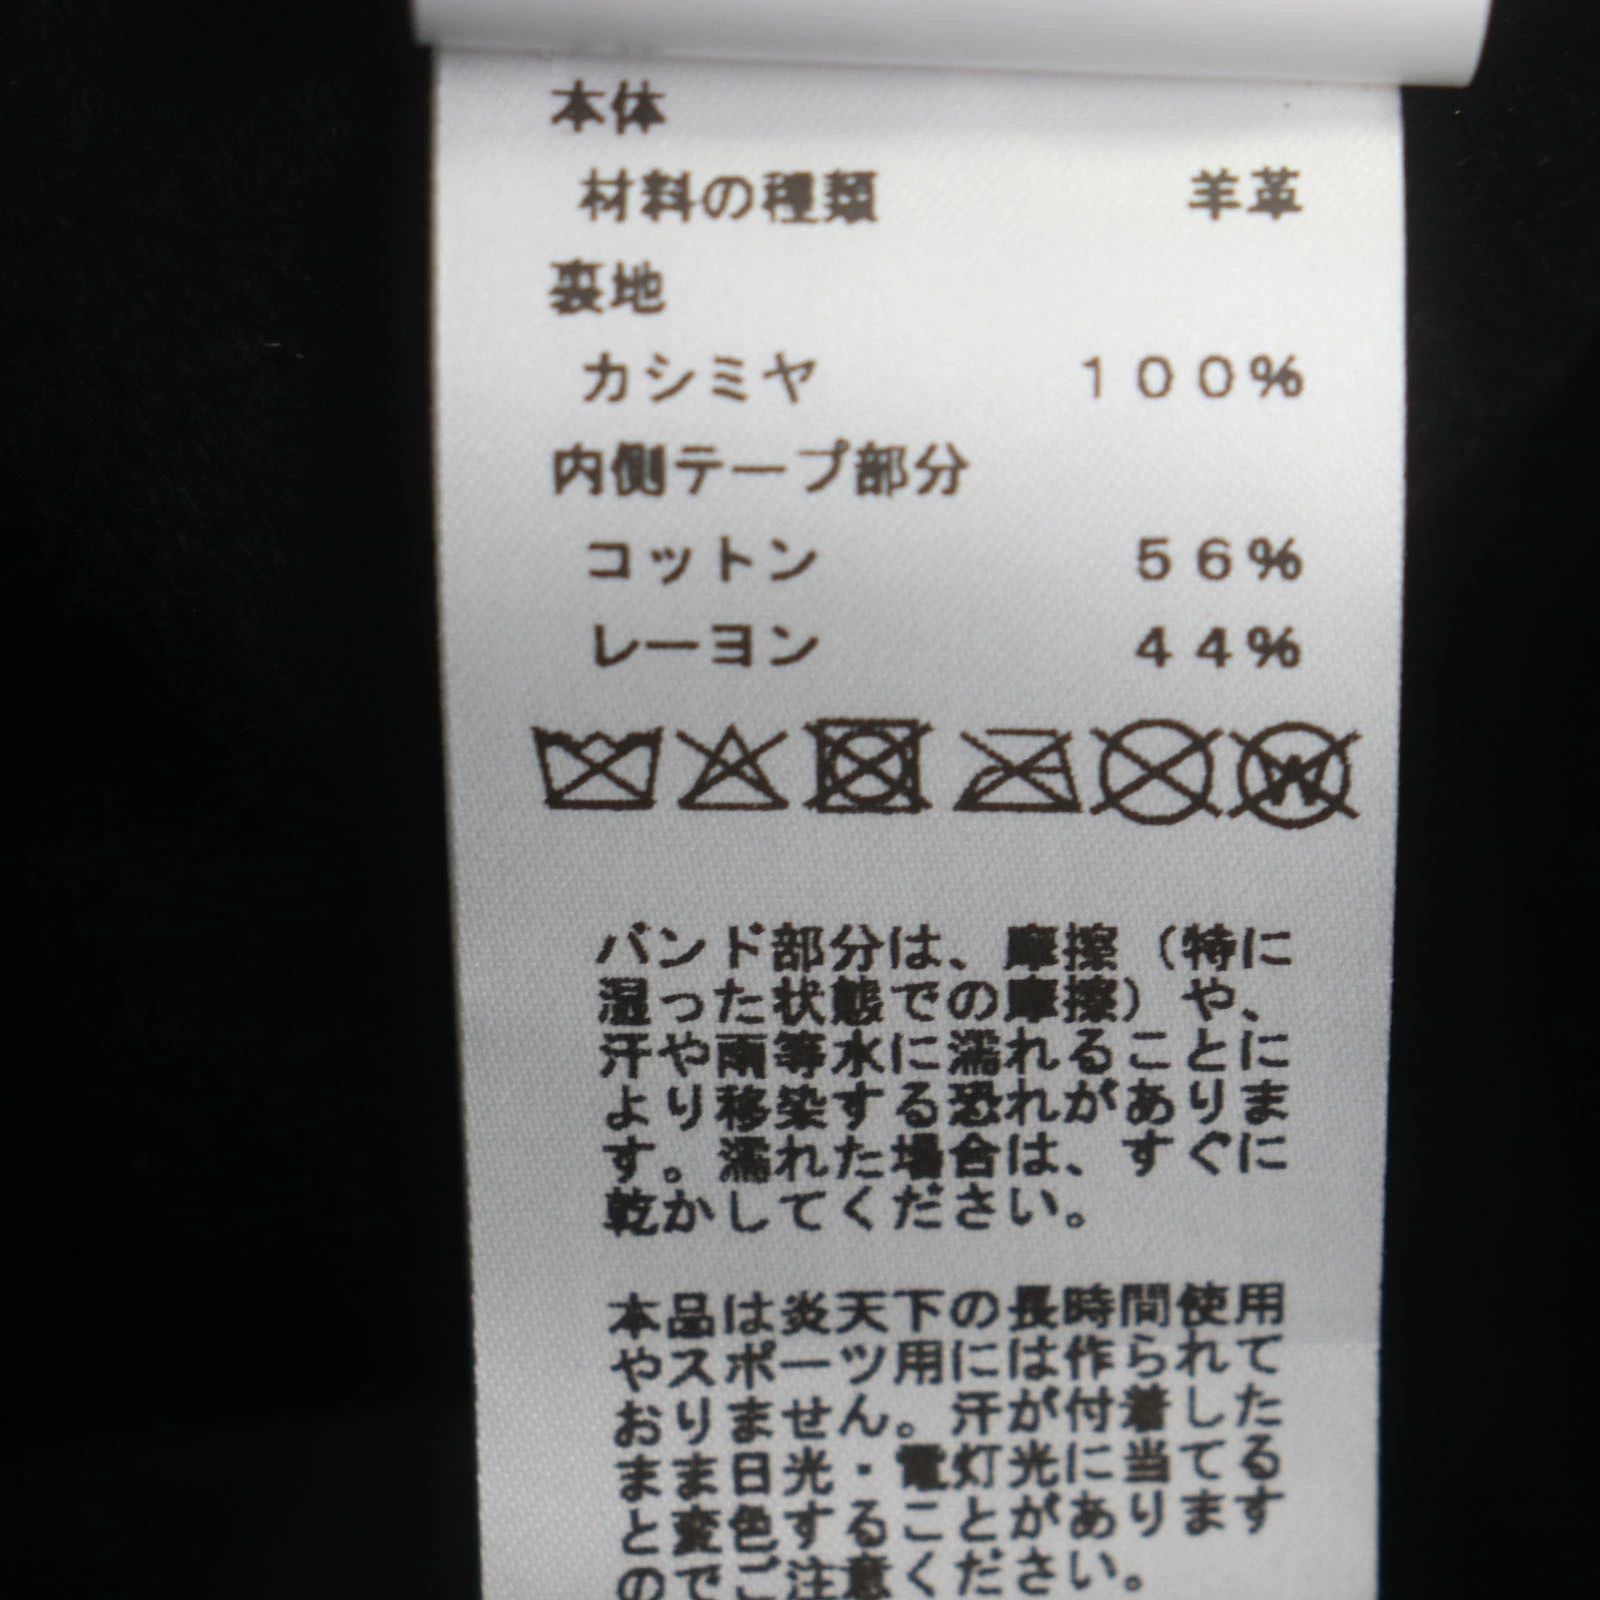 本体
材料の種類 羊革
裏地
カシミヤ 100%
内側テープ部分
コットン 56%
レーヨン 44%
W
バンド部分は、摩擦（特に
湿った状態での摩擦）や、
汗や雨等水に濡れることに
より移染する恐れがありま
す。濡れた場合は、すぐに
乾かしてください。
本品は炎天下の長時間使用
やスポーツ用には作られて
おりません。汗が付着した
まま日光・電灯光に当てる
と変色することがあります
のでご注意ください。